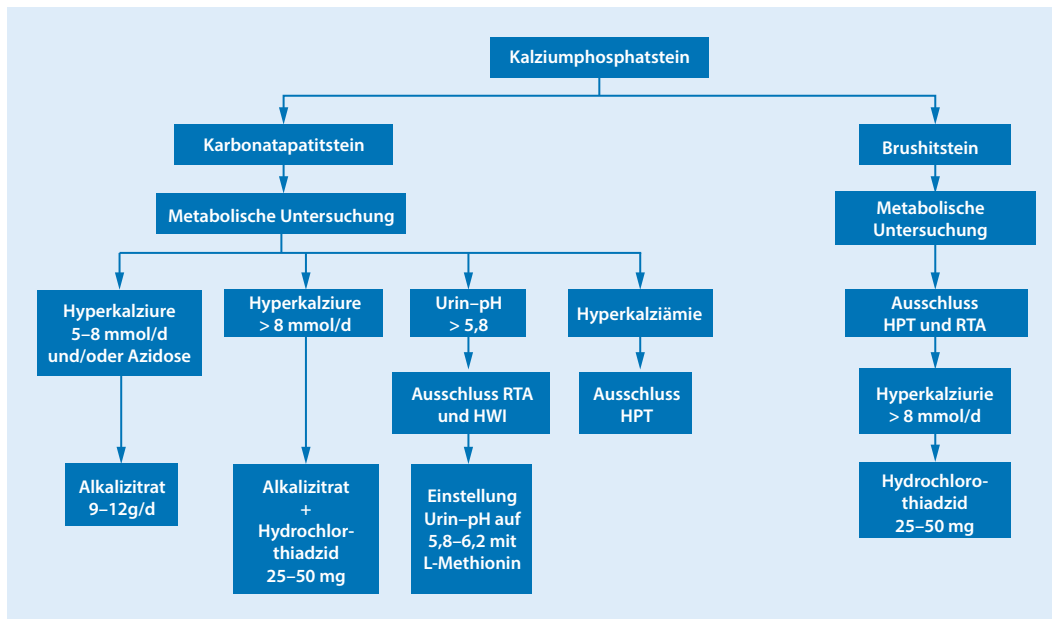 Kalziumphosphatstein
Karbonatapatitstein
Brushitstein
Metabolische Untersuchung
Metabolische
Untersuchung
Hyperkalziure
5–8 mmol/d
und/oder Azidose
Hyperkalziure
> 8 mmol/d
Urin–pH
> 5,8
Hyperkalziämie
Ausschluss
HPT und RTA
Ausschluss RTA
und HWI
Ausschluss
HPT
Hyperkalziurie
> 8 mmol/d
Alkalizitrat
9–12g/d
Alkalizitrat
+
Hydrochlor-
thiadzid
25–50 mg
Einstellung
Urin–pH auf
5,8–6,2 mit
L-Methionin
Hydrochloro-
thiadzid
25–50 mg